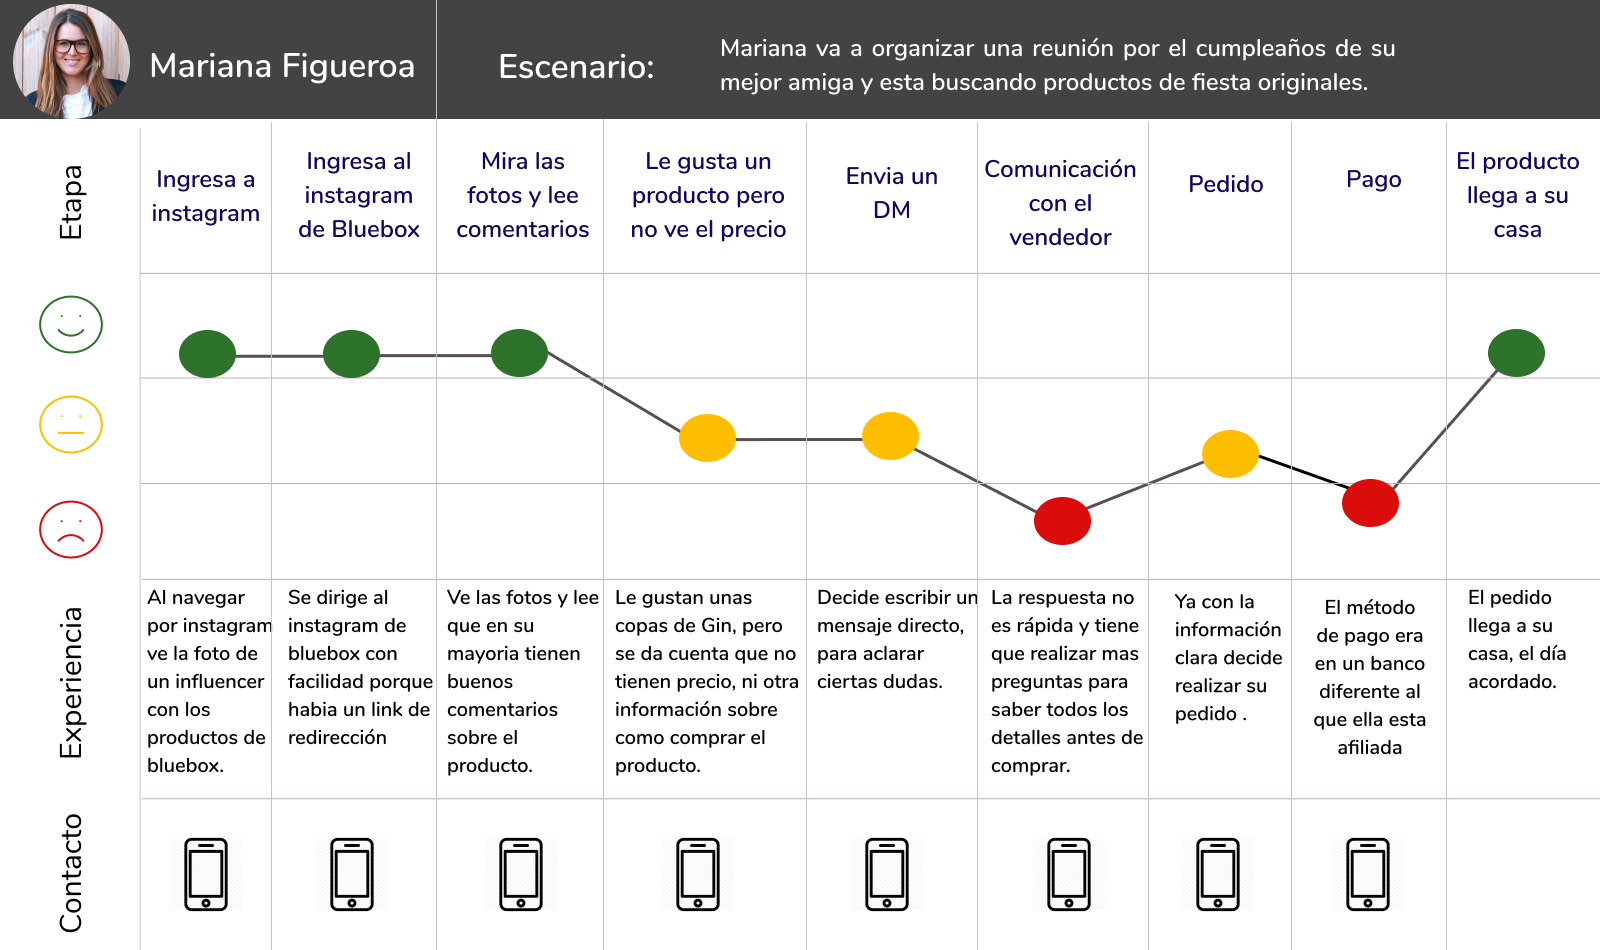 Mariana Figueroa
Escenario:
Mariana va a organizar una reunión por el cumpleaños de su
mejor amiga y esta buscando productos de fiesta originales.
Etapa
Ingresa a
instagram
Ingresa al
instagram
de Bluebox
Mira las
fotos y lee
comentarios
Le gusta un
producto pero
no ve el precio
Envia un
DM
Comunicación
con el
vendedor
Pedido
Pago
El producto
llega a su
casa
Experiencia
Al navegar
por instagram
ve la foto de
un influencer
con los
productos de
bluebox.
Se dirige al
instagram de
bluebox con
facilidad porque
habia un link de
redirección
Ve las fotos y lee
que en su
mayoria tienen
buenos
comentarios
sobre el
producto.
Le gustan unas
copas de Gin, pero
se da cuenta que no
tienen precio, ni otra
información sobre
como comprar el
producto.
Decide escribir un
mensaje directo,
para aclarar
ciertas dudas.
La respuesta no
es rápida y tiene
que realizar mas
preguntas para
saber todos los
detalles antes de
comprar.
Ya con la
información
clara decide
realizar su
pedido .
El método
de pago era
en un banco
diferente al
que ella esta
afiliada
El pedido
llega a su
casa, el día
acordado.
Contacto